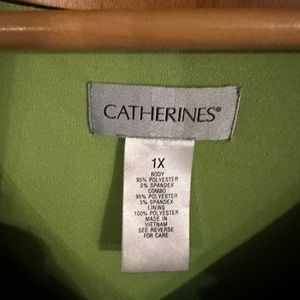 CATHERINES®
1X
BODY
95% POLYESTER
5% SPANDEX
COMBO
95% POLYESTER
5% SPANDEX
LINING
100% POLYESTER
MADE IN
VIETNAM
SEE REVERSE
FOR CARE